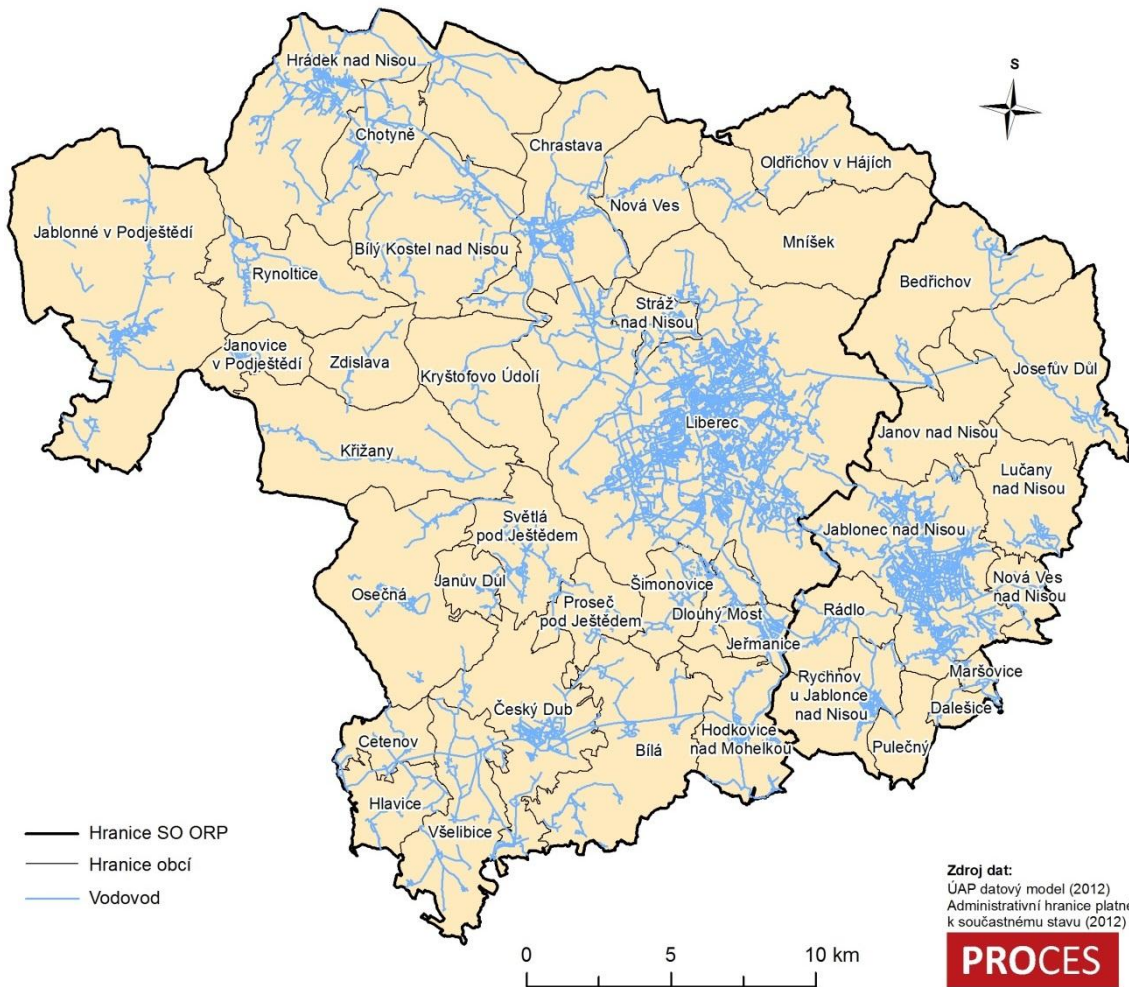 Hrádek nad Nisou
S
Chotyně
Chrastava
Oldřichov v Hájích
Jablonné v Podještědí
Nová Ves
Bílý Kostel nad Nisou
Mníšek
Rynoltice
Bedřichov
Stráž
nad Nisou
Janovice
v Podještědí
Zdislava
Kryštofovo Údolí
Josefův Důl
Liberec
Janov nad Nisou
Křižany
Lučany
nad Nisou
Světlá
pod Ještědem
Jablonec nad Nisou
Osečná
Janův Důl
Šimonovice
Nová Ves
nad Nisou
Proseč
pod Ještědem
Dlouhý Most
Rádlo
Jeřmanice
Maršovice
Rychnov
u Jablonce
nad Nisou
Dalešice
Český Dub
Hodkovice
nad Mohelkou
Bílá
Pulečný
Cetenov
Hlavice
Všelibice
Hranice SO ORP
Hranice obcí
Vodovod
Zdroj dat:
ÚAP datový model (2012)
Administrativní hranice platné
k součastnému stavu (2012)
0 5 10 km
PROCES